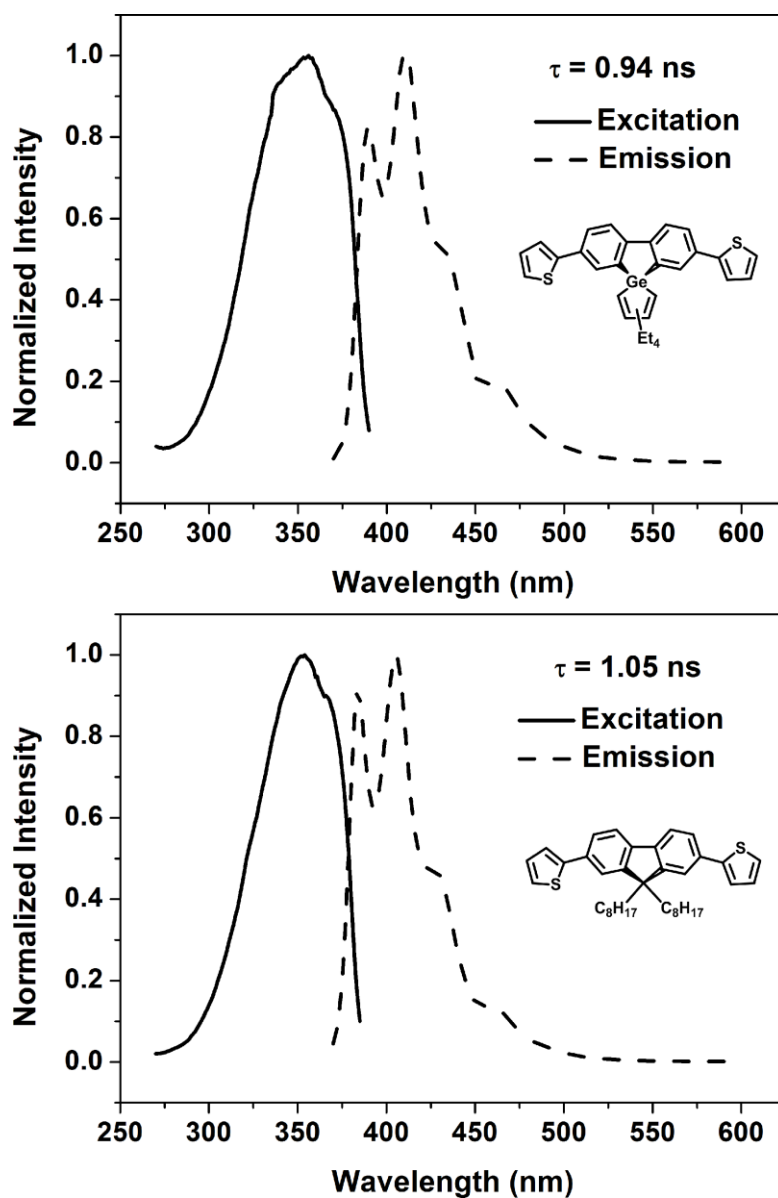 1.0
0.8
0.6
0.4
0.2
0.0
Normalized Intensity
τ = 0.94 ns
Excitation
Emission
S
S
Ge
Et4
250 300 350 400 450 500 550 600
Wavelength (nm)
1.0
0.8
0.6
0.4
0.2
0.0
Normalized Intensity
τ = 1.05 ns
Excitation
Emission
S
S
C8H17 C8H17
250 300 350 400 450 500 550 600
Wavelength (nm)